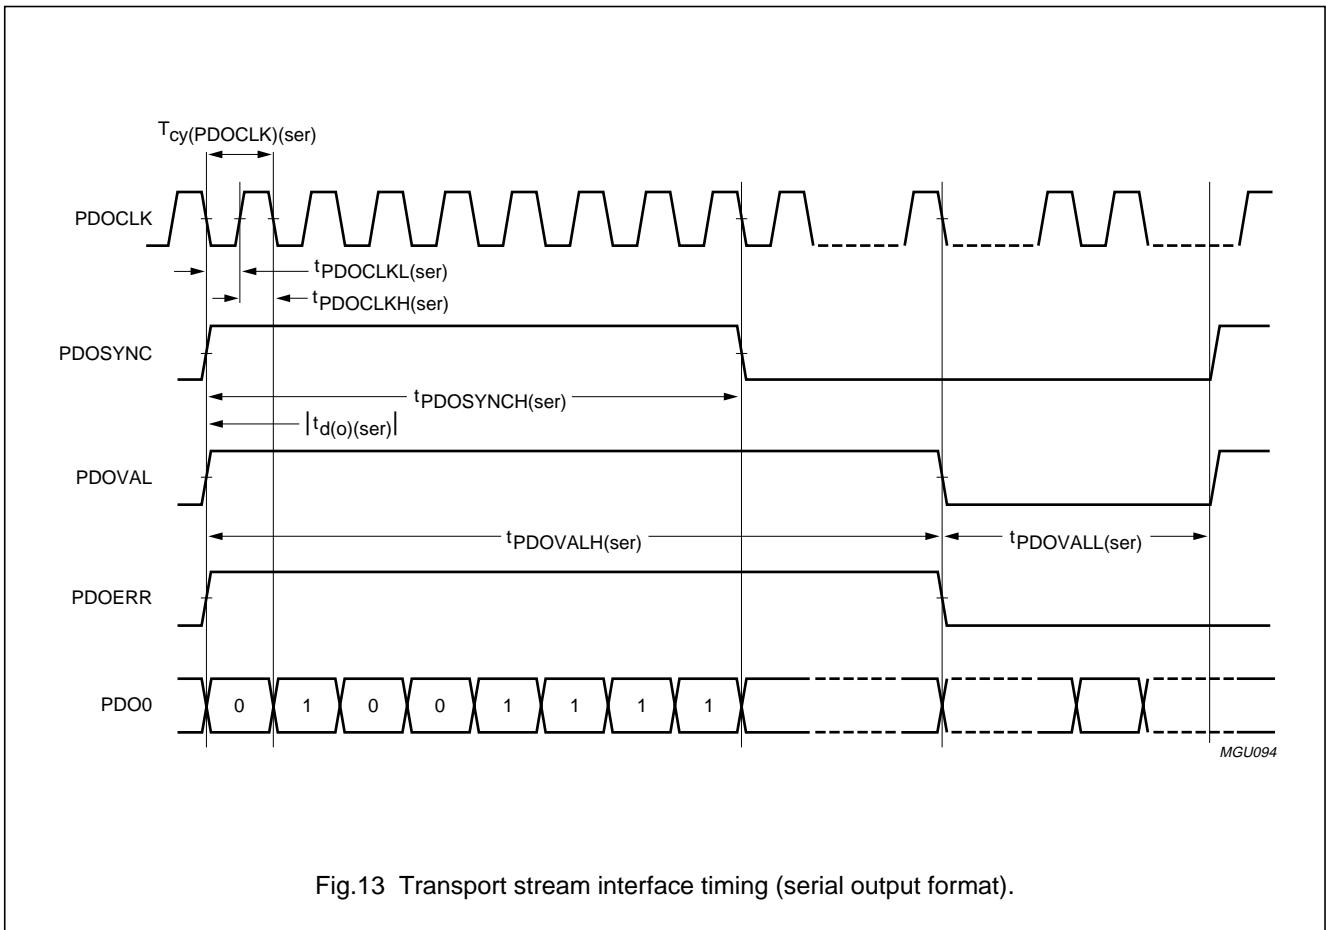 Tcy(PDOCLK)(ser)
PDOCLK
tPDOCLKL(ser)
tPDOCLKH(ser)
PDOSYNC
tPDOSYNCH(ser)
|td(o)(ser)|
PDOVAL
tPDOVALH(ser)
tPDOVALL(ser)
PDOERR
PDO0 0 1 0 0 1 1 1 1
MGU094
Fig.13 Transport stream interface timing (serial output format).